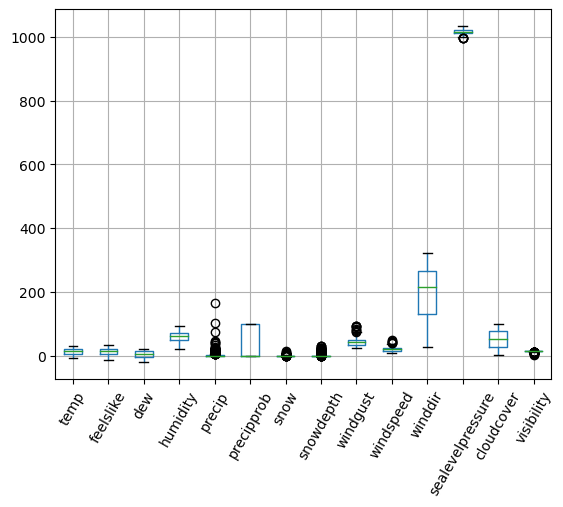 1000
800
600
400
200
0
temp
feelslike
dew
humidity
precip
precipprob
snow
snowdepth
windgust
windspeed
winddir
sealevelpressure
cloudcover
visibility